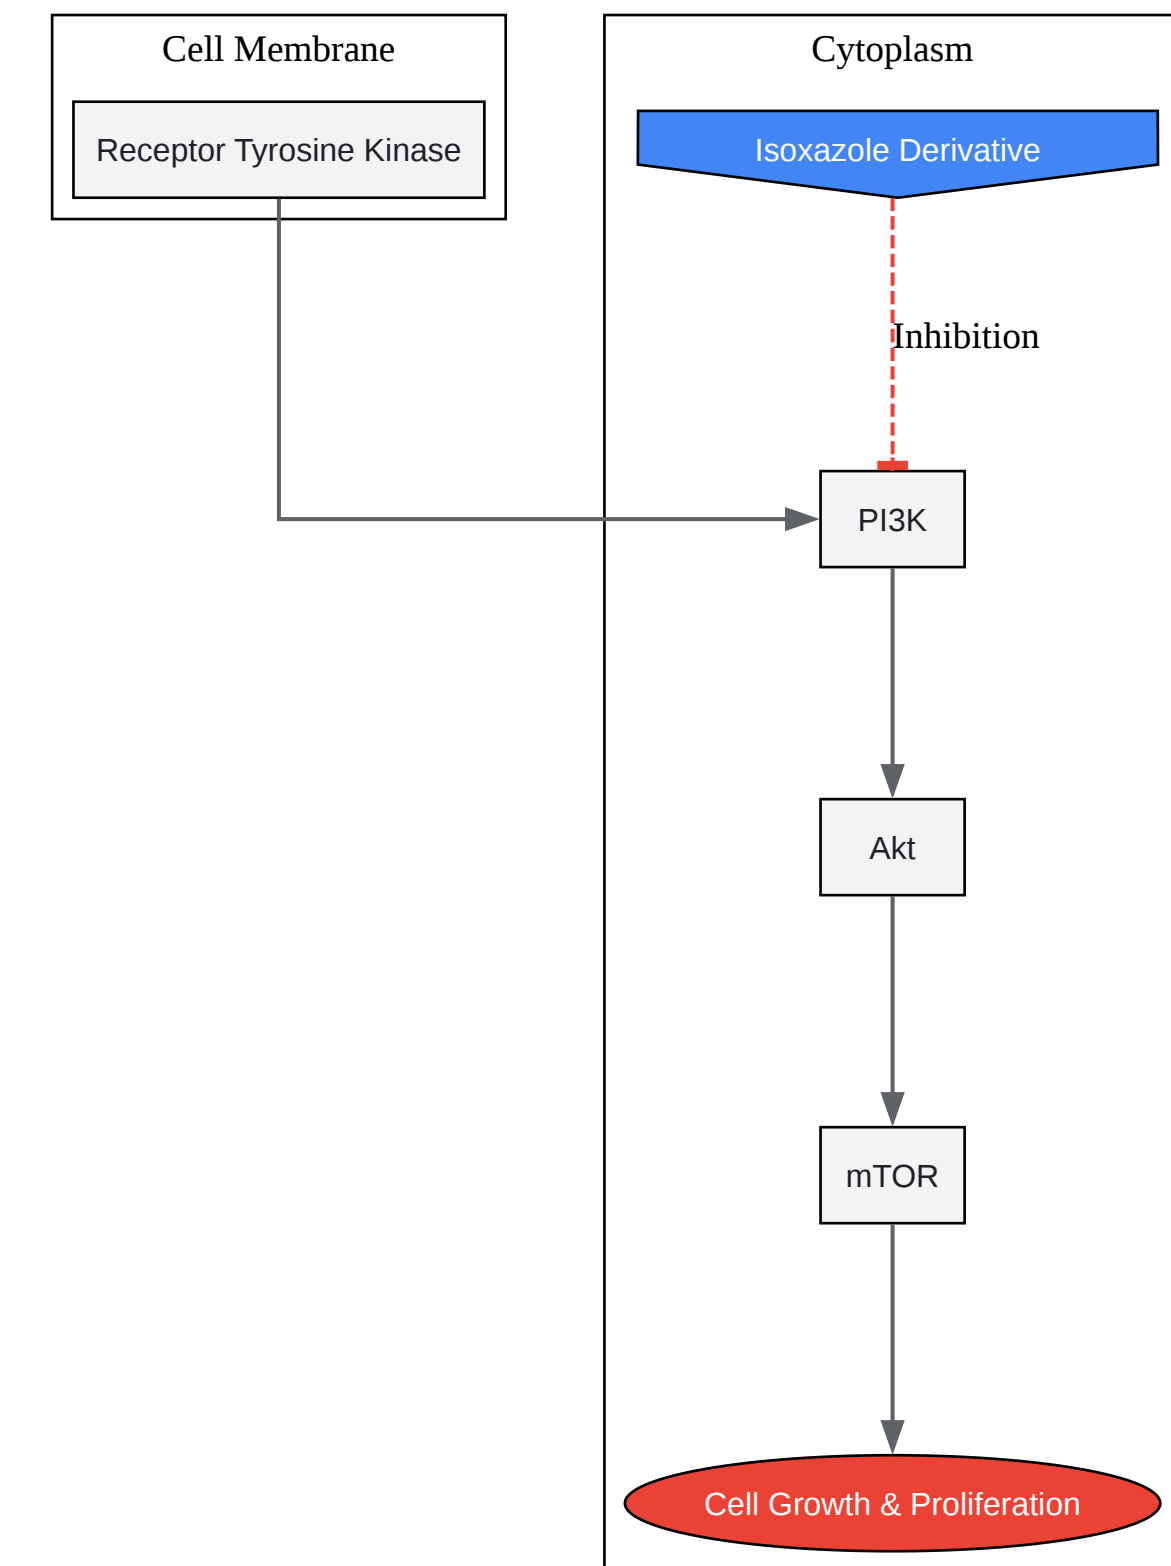 Cell Membrane
Receptor Tyrosine Kinase
Cytoplasm
Isoxazole Derivative
Inhibition
PI3K
Akt
mTOR
Cell Growth & Proliferation